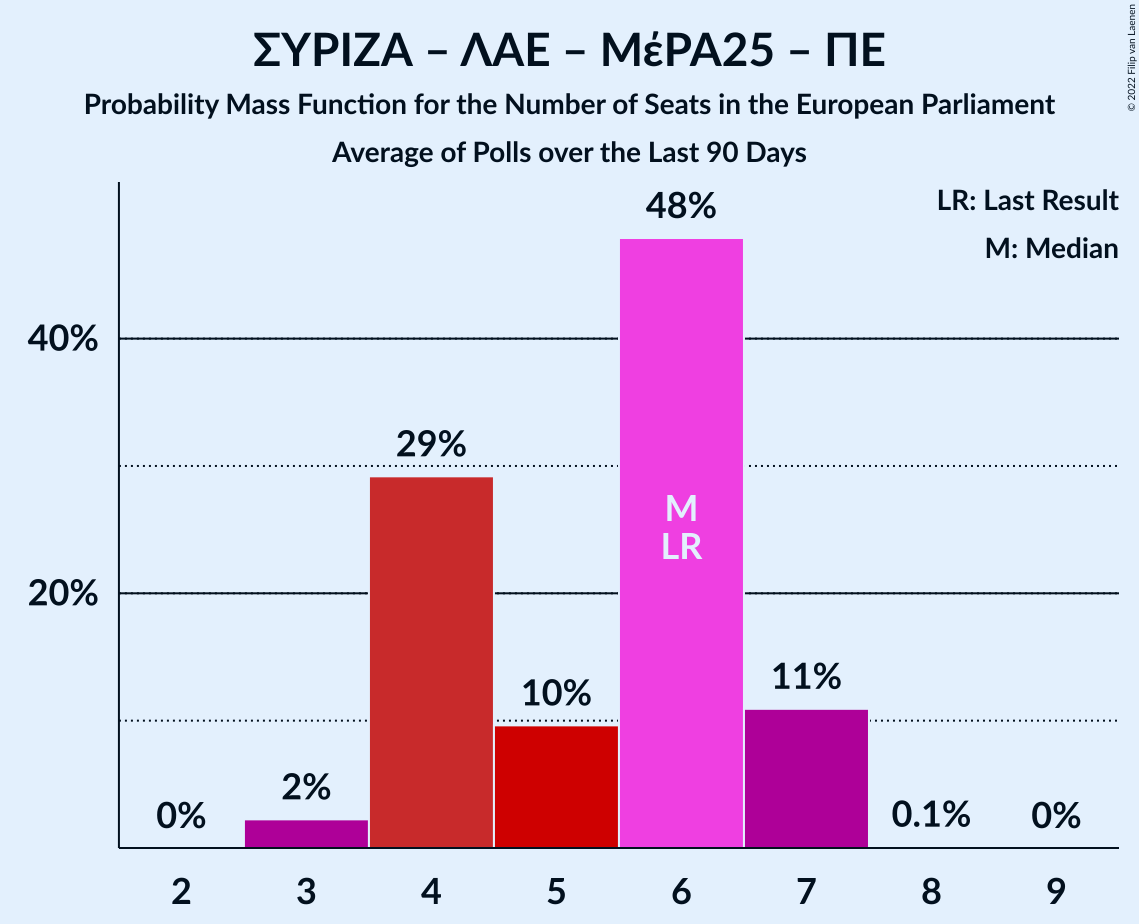 ΣΥΡΙΖΑ – ΛΑΕ – ΜέΡΑ25 – ΠΕ
Probability Mass Function for the Number of Seats in the European Parliament
Average of Polls over the Last 90 Days
© 2022 Filip van Laenen
LR: Last Result
M: Median
48%
40%
29%
M
LR
20%
10%
11%
2%
0%
0.1%
0%
2 3 4 5 6 7 8 9